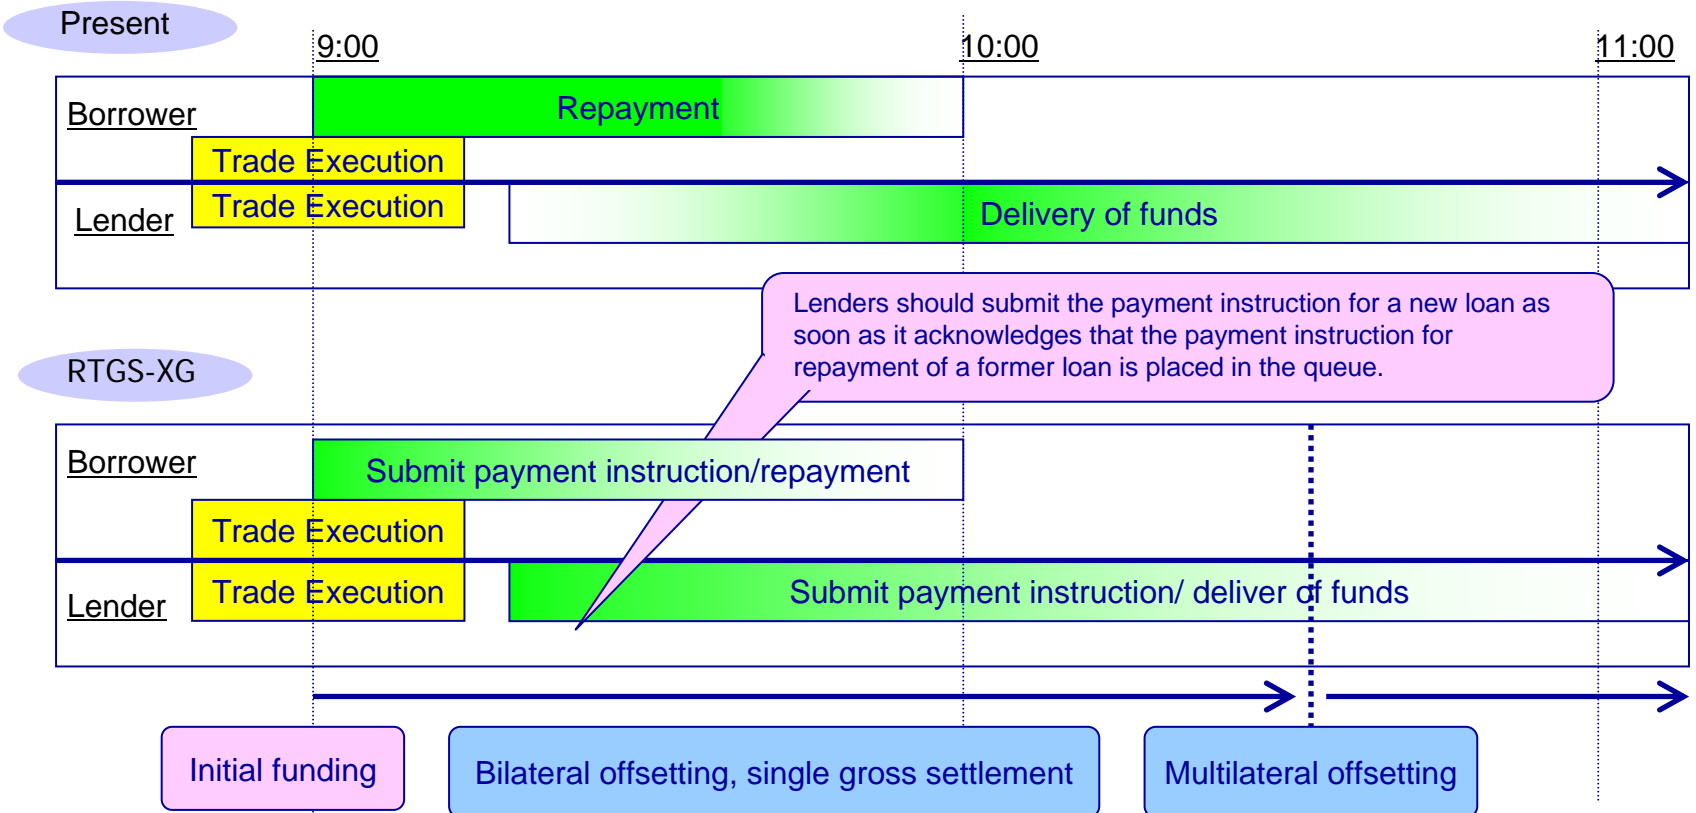 Present
9:00
10:00
11:00
Borrower
Repayment
Trade Execution
Trade Execution
Lender
Delivery of funds
Lenders should submit the payment instruction for a new loan as
soon as it acknowledges that the payment instruction for
repayment of a former loan is placed in the queue.
RTGS-XG
Borrower
Submit payment instruction/repayment
Trade Execution
Trade Execution
Lender
Submit payment instruction/ deliver of funds
Initial funding
Bilateral offsetting, single gross settlement
Multilateral offsetting